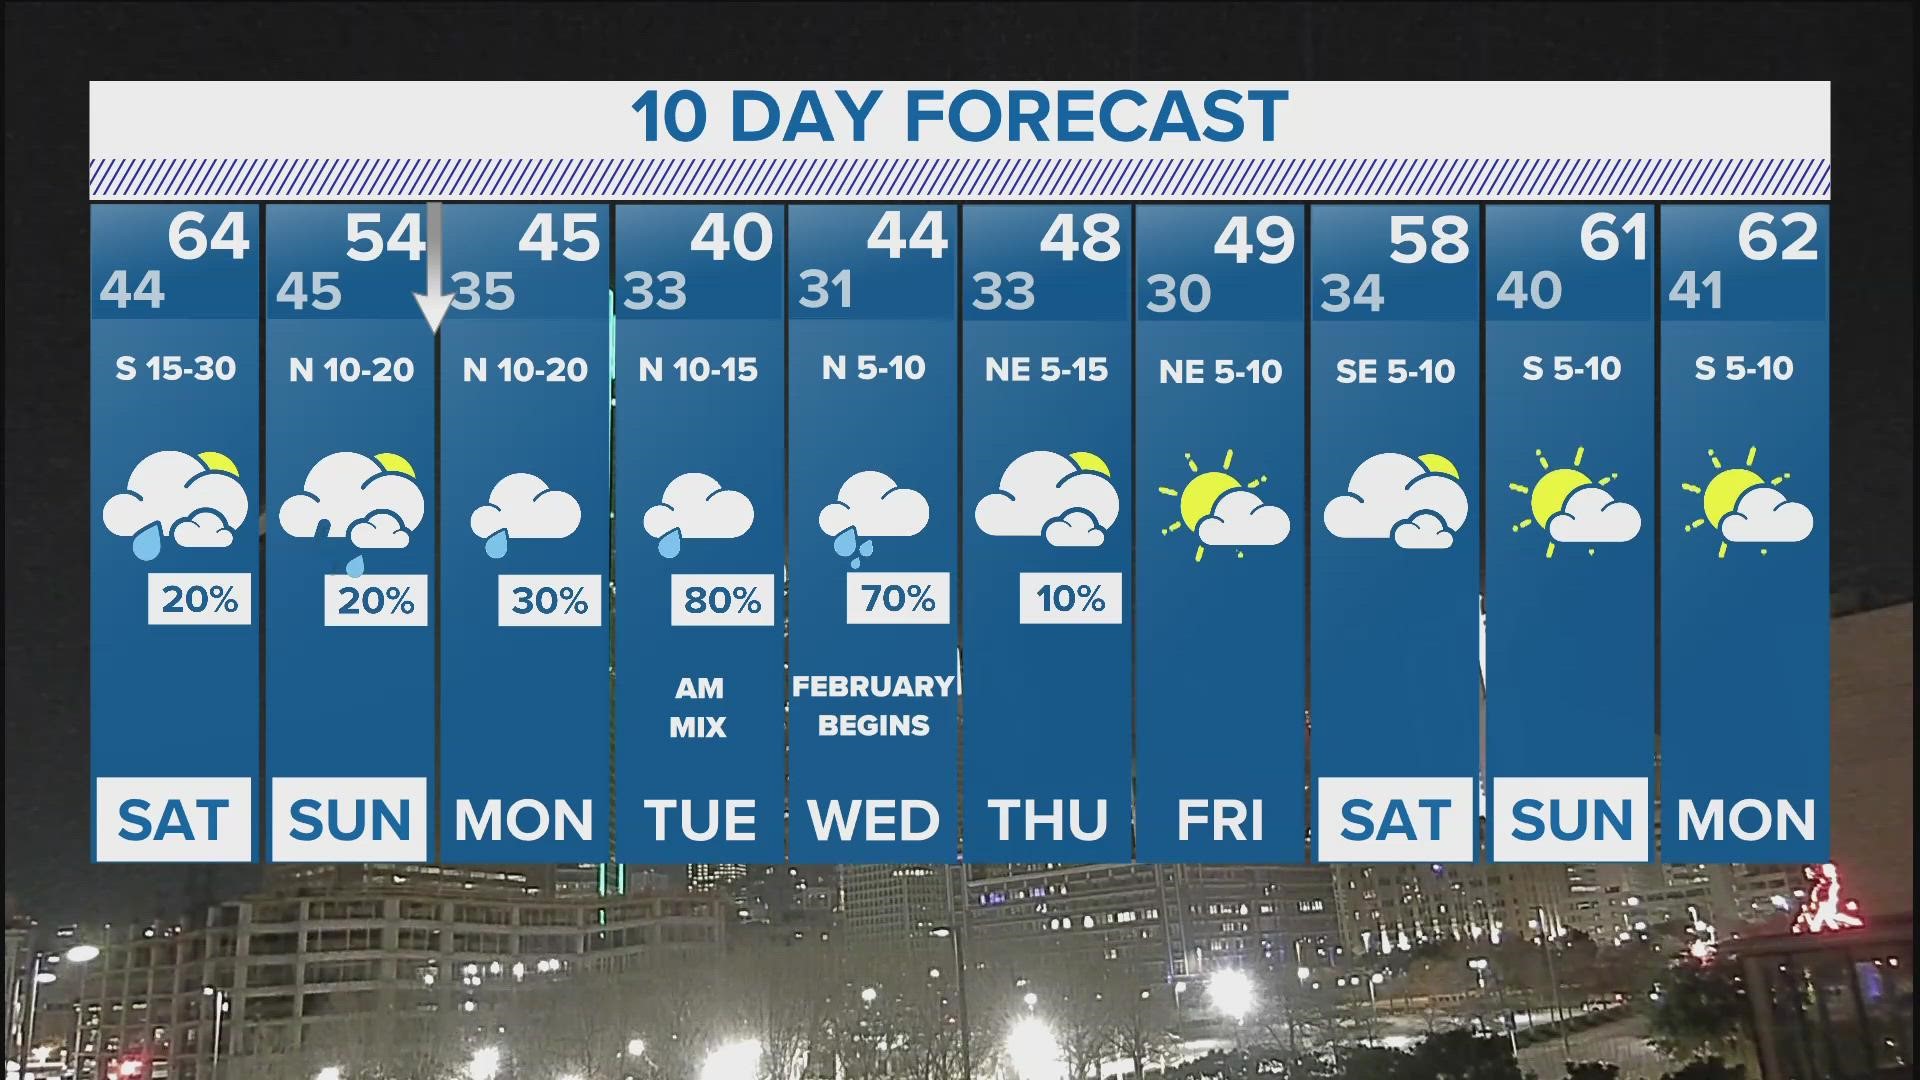 10 DAY FORECAST
64 54 45 40 44 48 49 58 61 62
44 45 35 33 31 33 30 34 40 41
S 15-30 N 10-20 N 10-20 N 10-15 N 5-10 NE 5-15 NE 5-10 SE 5-10 S 5-10 S 5-10
20% 20% 30% 80% 70% 10%
AM
MIX
FEBRUARY
BEGINS
SAT SUN MON TUE WED THU FRI SAT SUN MON